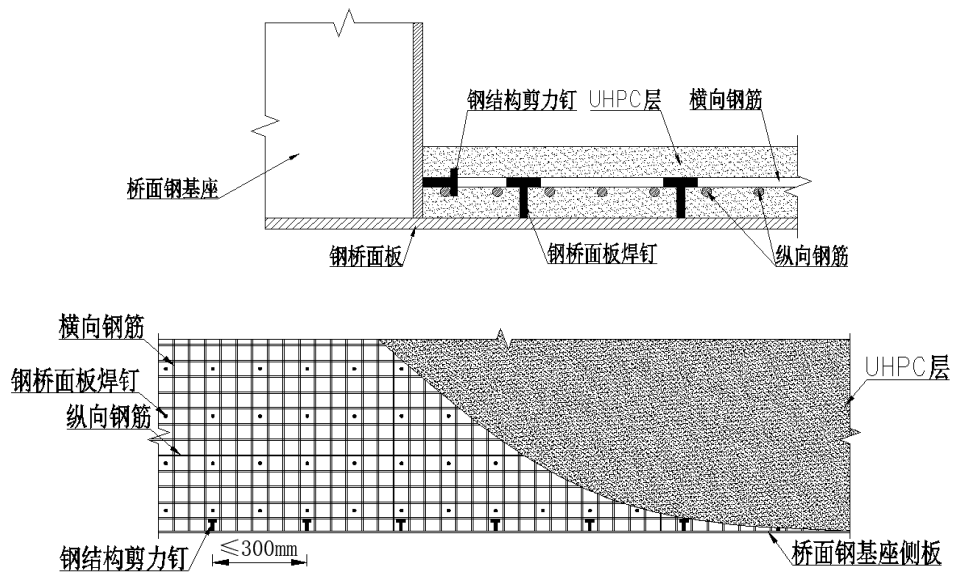 钢结构剪力钉
UHPC层
横向钢筋
桥面钢基座
钢桥面板
钢桥面板焊钉
纵向钢筋
横向钢筋
钢桥面板焊钉
纵向钢筋
UHPC层
钢结构剪力钉
≤300mm
桥面钢基座侧板